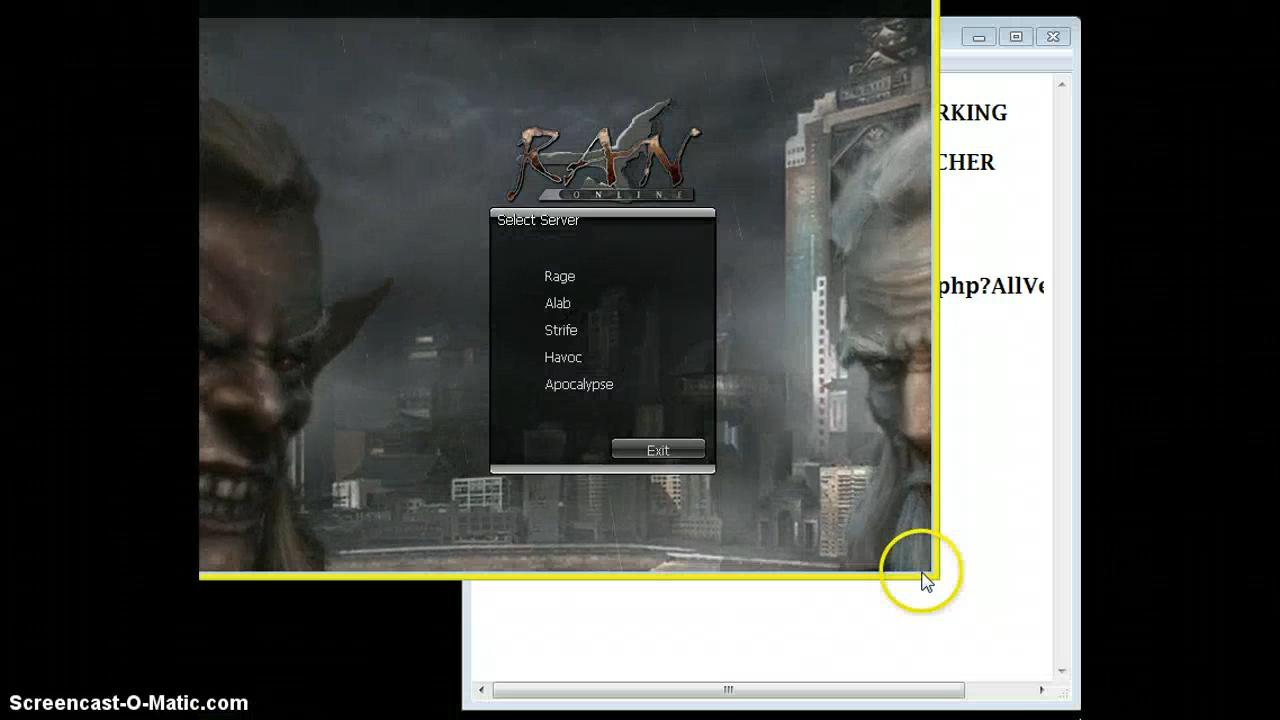 RAN
ONLINE
Select Server
Rage
Alab
Strife
Havoc
Apocalypse
Exit
RKING
CHER
php?AllVe
Screencast-O-Matic.com